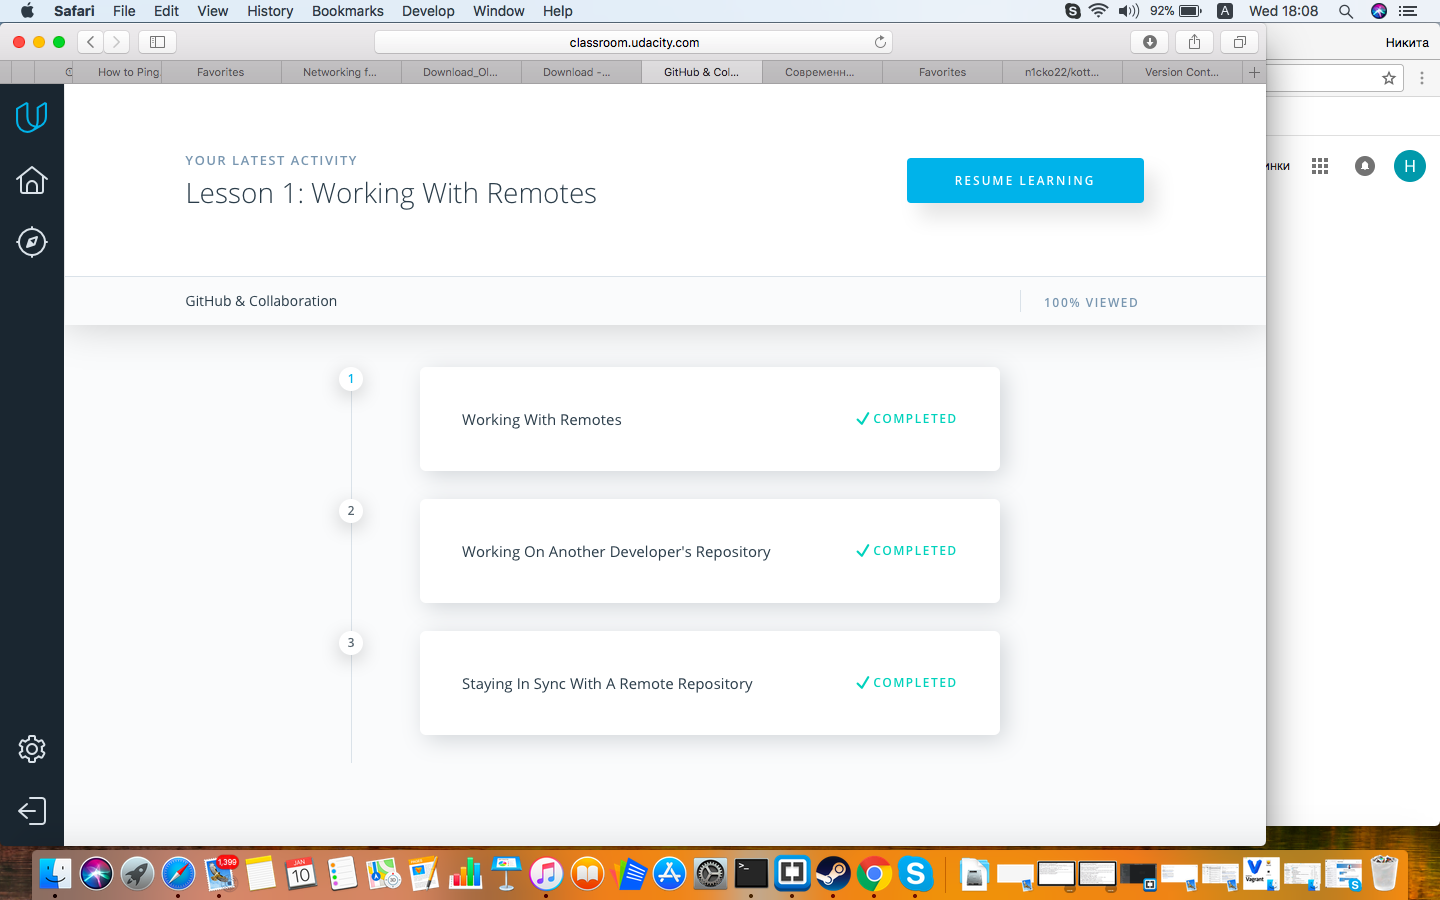 Safari File Edit View History Bookmarks Develop Window Help 92% A Wed 18:08
classroom.udacity.com
Никита
How to Ping. Favorites Networking f... Download_Ol... Download -... GitHub & Col... Современн... Favorites n1cko22/kott... Version Cont...
YOUR LATEST ACTIVITY
Lesson 1: Working With Remotes
RESUME LEARNING
инки
H
GitHub & Collaboration
100% VIEWED
1
Working With Remotes
COMPLETED
2
Working On Another Developer's Repository
COMPLETED
3
Staying In Sync With A Remote Repository
COMPLETED
1,399
JAN
10
Vagrant